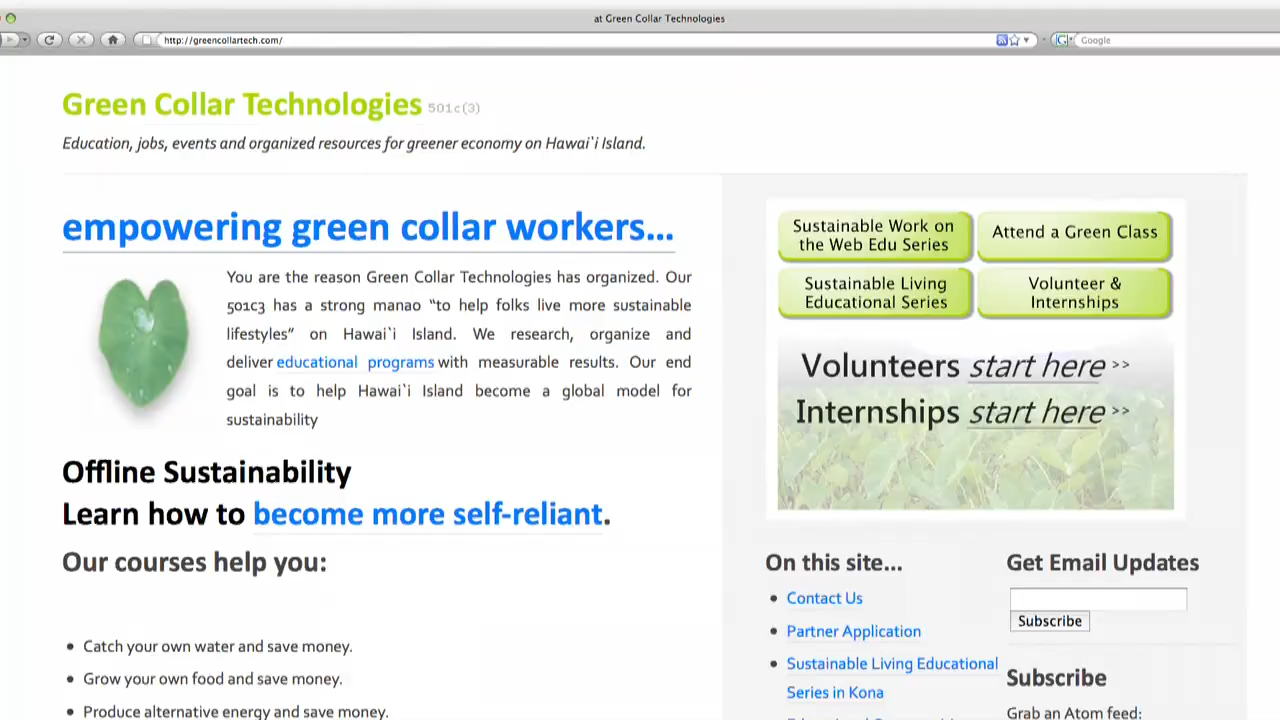 at Green Collar Technologies
http://greencollartech.com/
Google
Green Collar Technologies 501c(3)
Education, jobs, events and organized resources for greener economy on Hawai`i Island.
empowering green collar workers...
You are the reason Green Collar Technologies has organized. Our
501c3 has a strong manao “to help folks live more sustainable
lifestyles” on Hawai`i Island. We research, organize and
deliver educational programs with measurable results. Our end
goal is to help Hawai`i Island become a global model for
sustainability
Offline Sustainability
Learn how to become more self-reliant.
Our courses help you:
Catch your own water and save money.
Grow your own food and save money.
Produce alternative energy and save money.
Sustainable Work on
the Web Edu Series
Attend a Green Class
Sustainable Living
Educational Series
Volunteer &
Internships
Volunteers start here >>
Internships start here >>
On this site...
Contact Us
Partner Application
Sustainable Living Educational
Series in Kona
Get Email Updates
Subscribe
Subscribe
Grab an Atom feed: